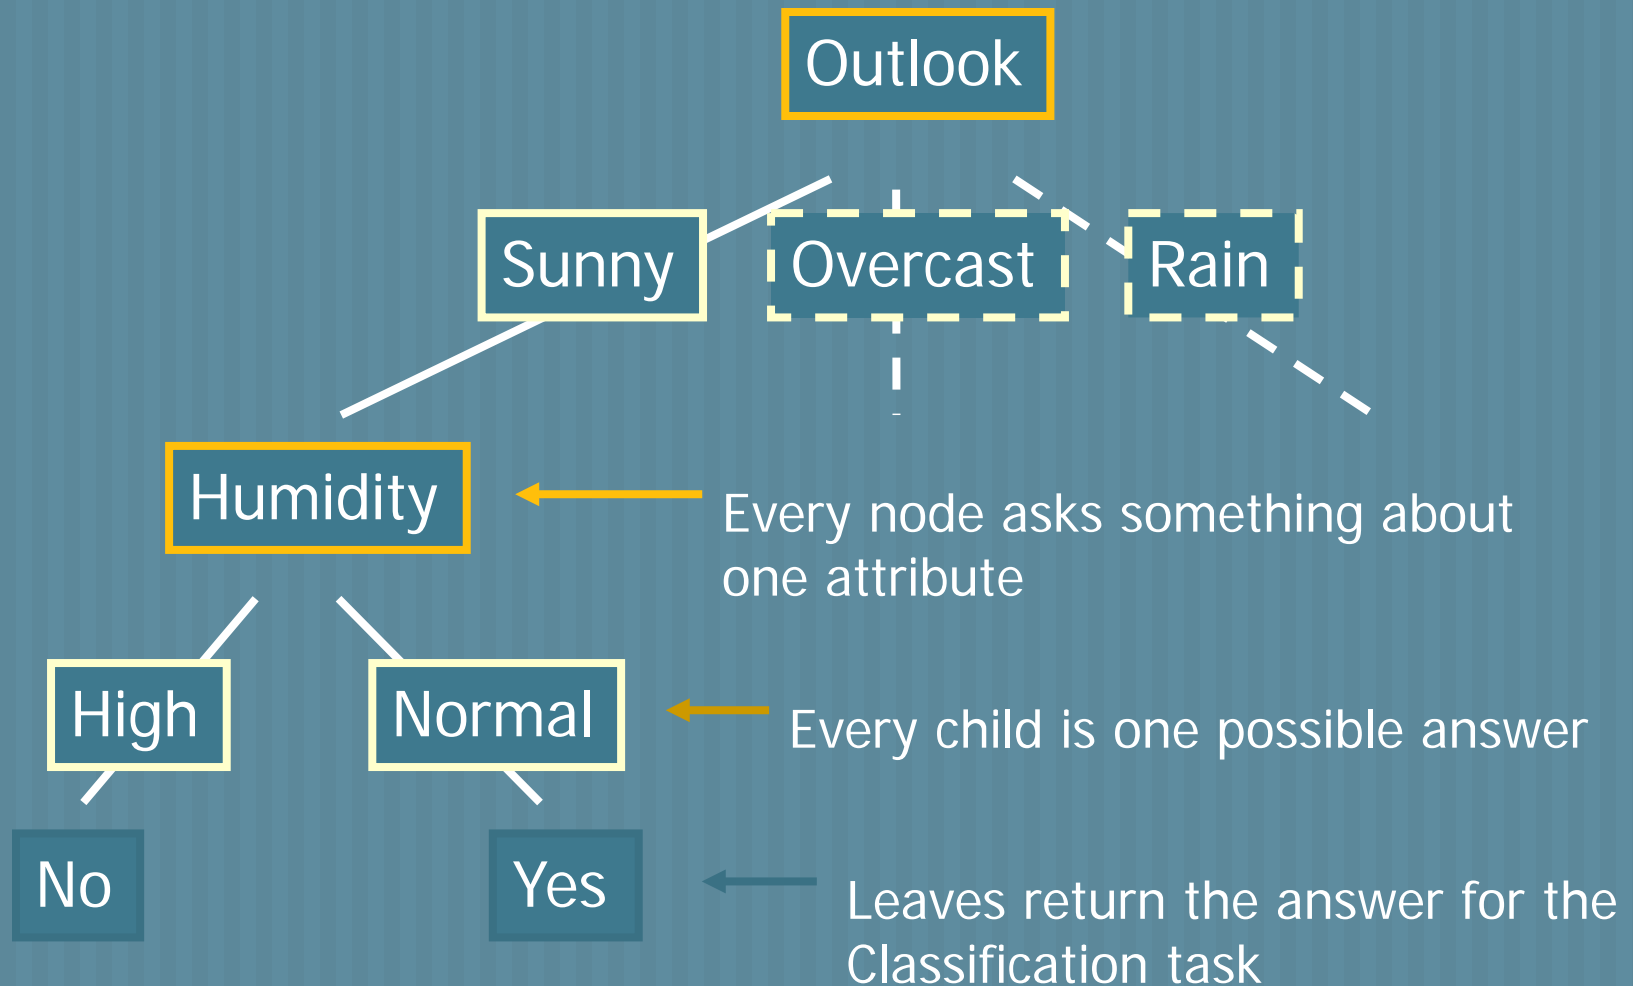 Outlook
Sunny
Overcast
Rain
Humidity
Every node asks something about
one attribute
High
Normal
Every child is one possible answer
No
Yes
Leaves return the answer for the
Classification task